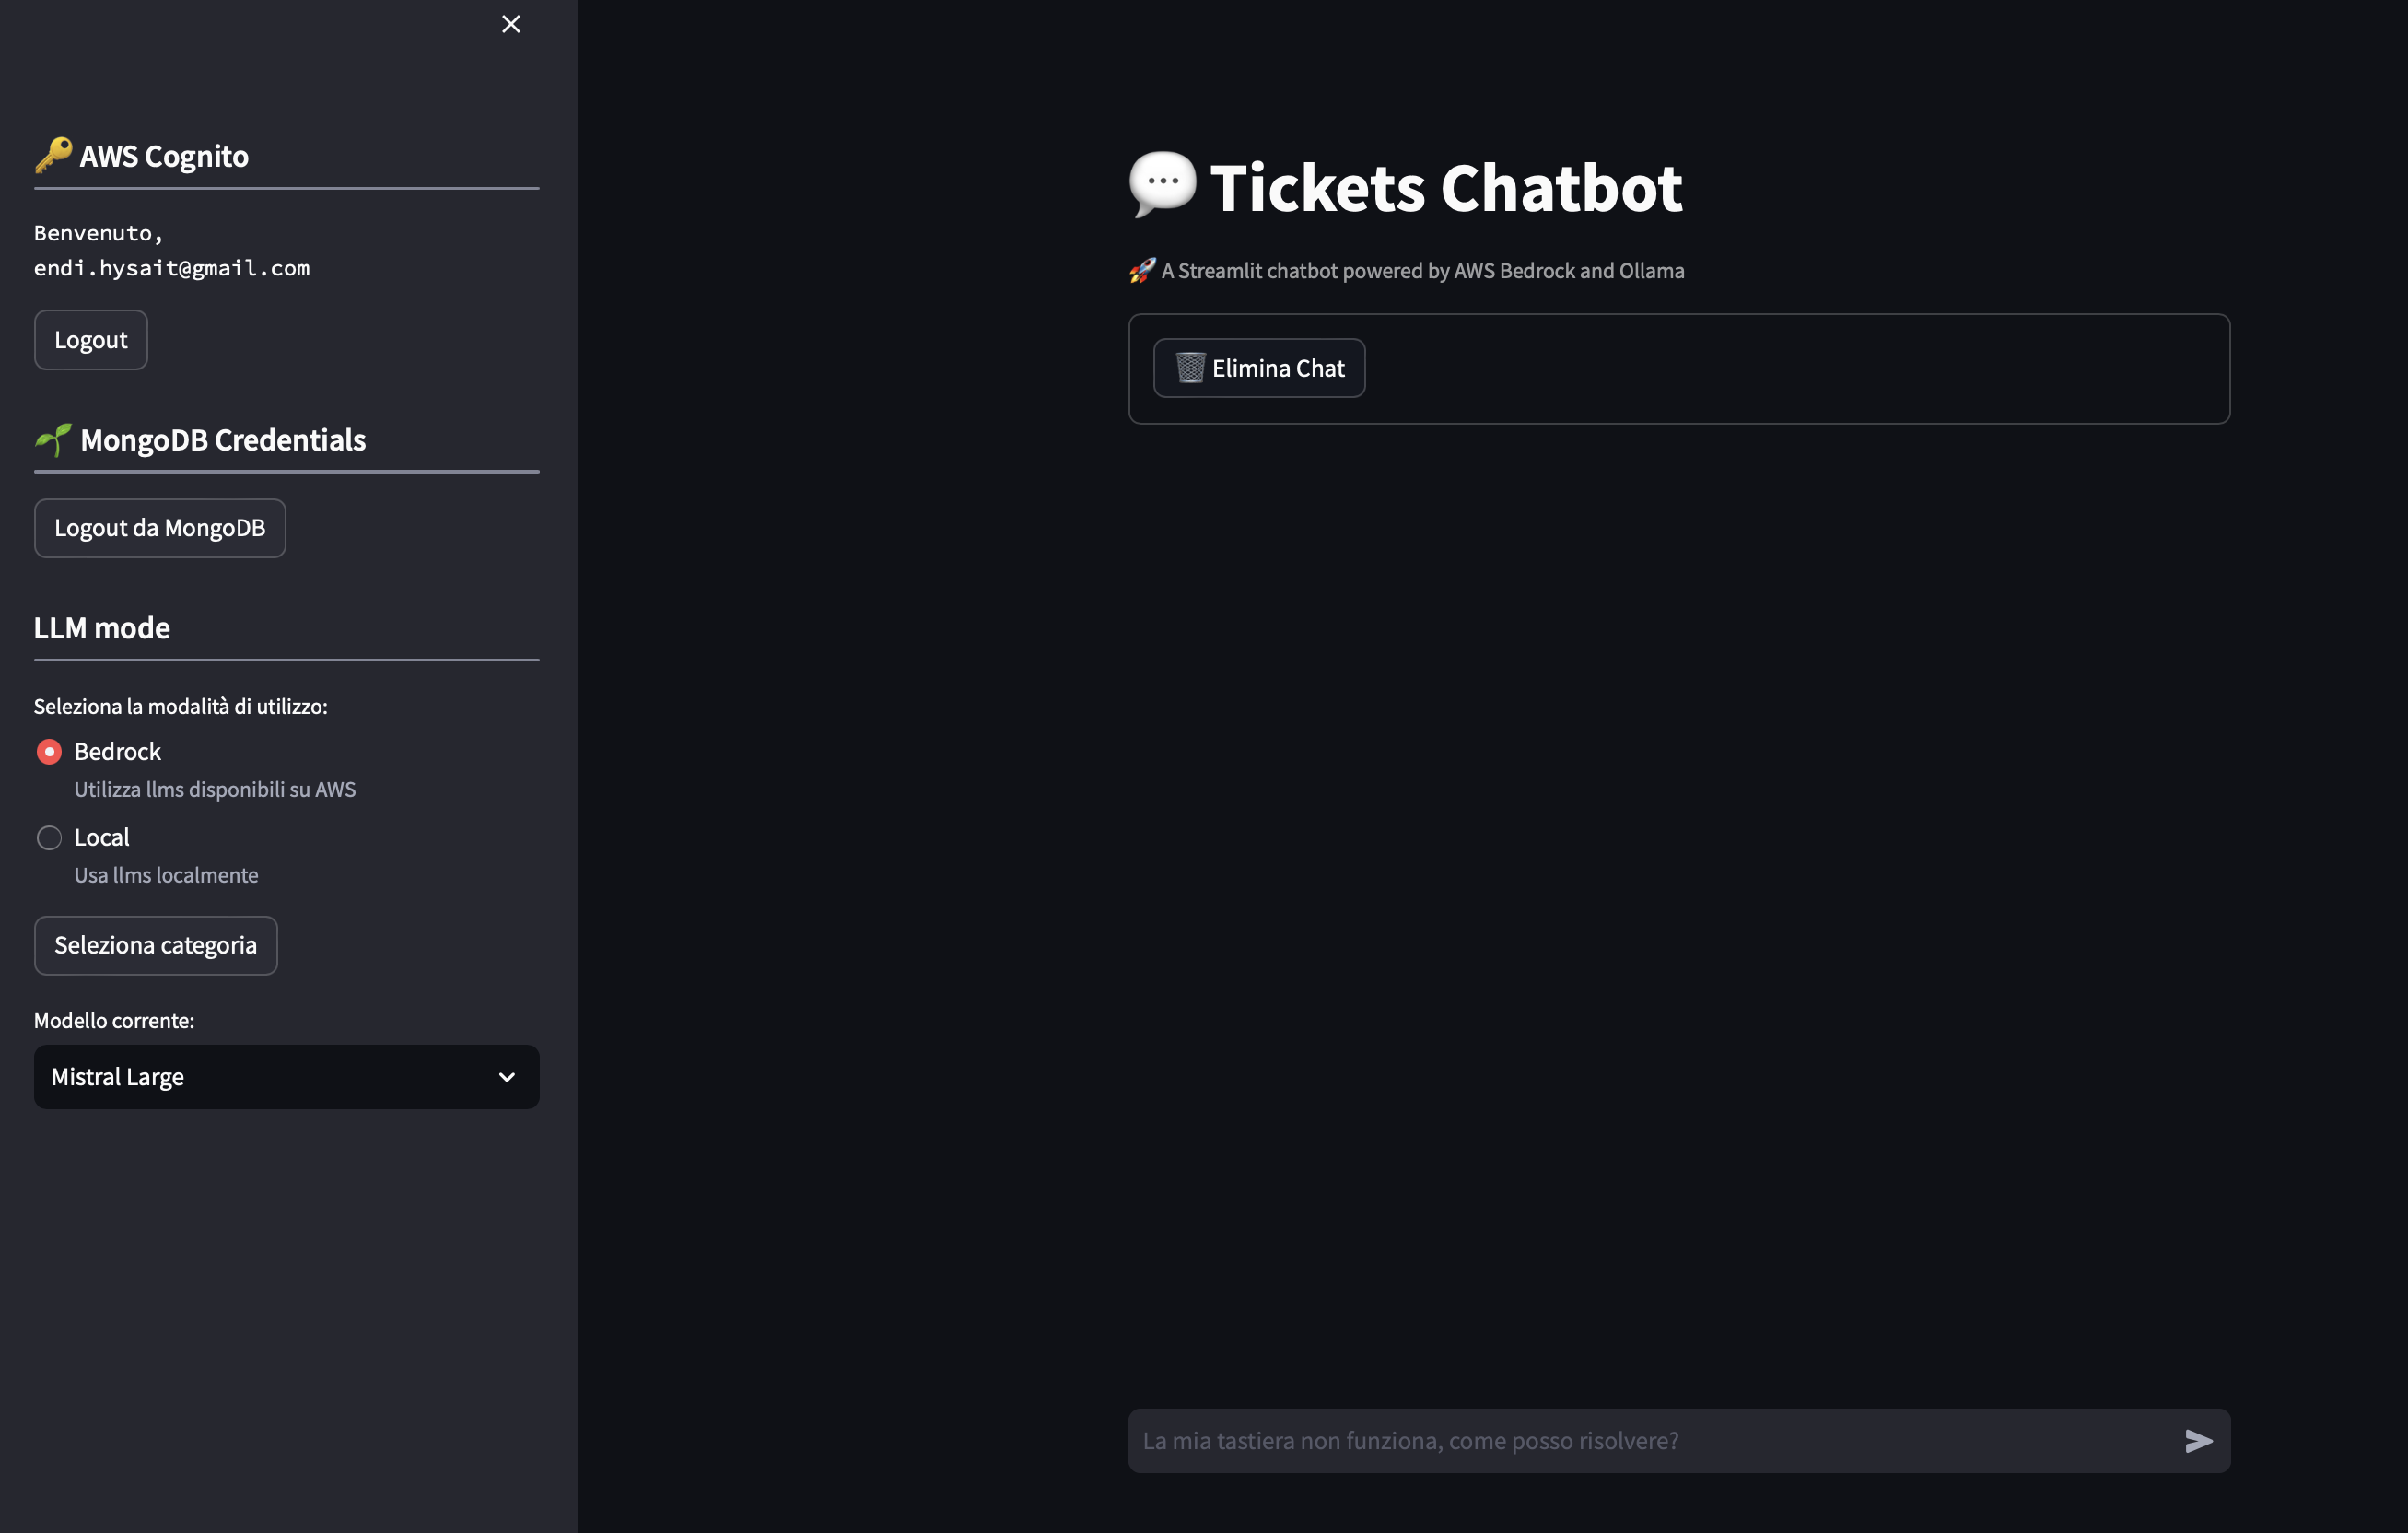 AWS Cognito
Benvenuto,
endi.hysait@gmail.com
Logout
MongoDB Credentials
Logout da MongoDB
LLM mode
Seleziona la modalità di utilizzo:
Bedrock
Utilizza llms disponibili su AWS
Local
Usa llms localmente
Seleziona categoria
Modello corrente:
Mistral Large
Tickets Chatbot
A Streamlit chatbot powered by AWS Bedrock and Ollama
Elimina Chat
La mia tastiera non funziona, come posso risolvere?